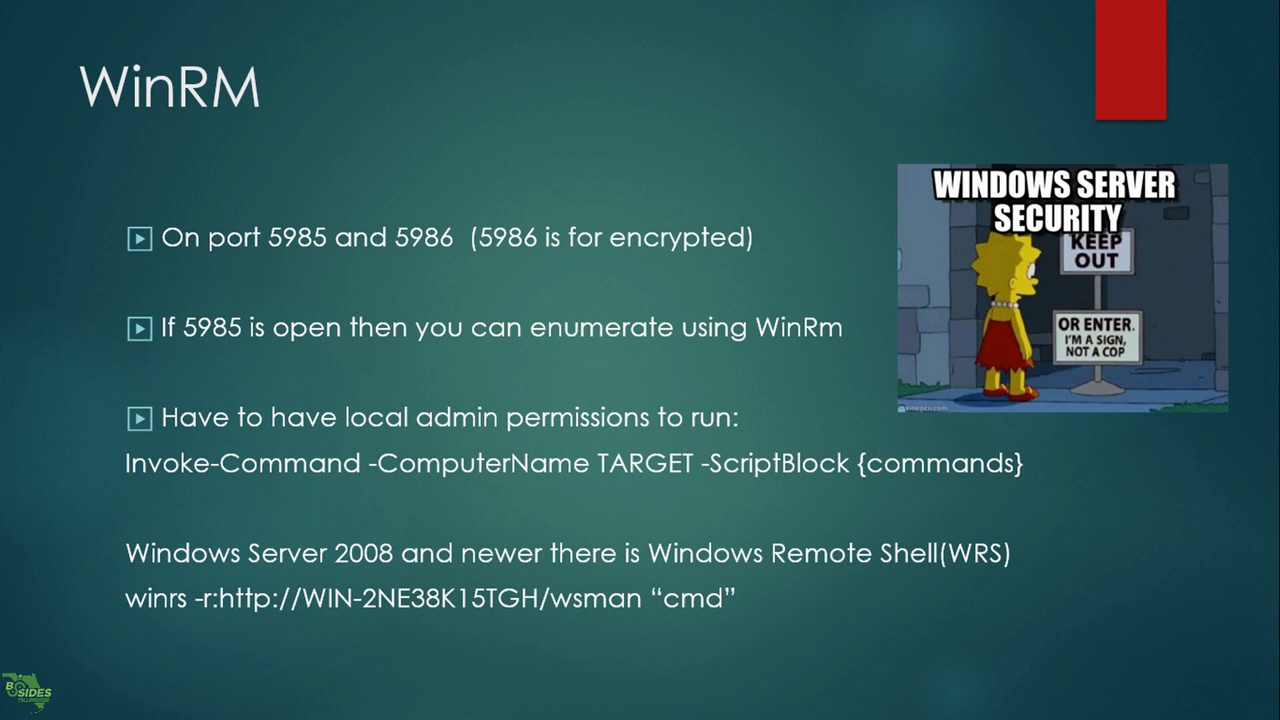 WinRM
On port 5985 and 5986 (5986 is for encrypted)
If 5985 is open then you can enumerate using WinRm
Have to have local admin permissions to run:
Invoke-Command -ComputerName TARGET -ScriptBlock {commands}
Windows Server 2008 and newer there is Windows Remote Shell(WRS)
winrs -r:http://WIN-2NE38K15TGH/wsman “cmd”
WINDOWS SERVER
SECURITY
KEEP
OUT
OR ENTER.
I'M A SIGN,
NOT A COP
BSIDES
TALLAHASSEE